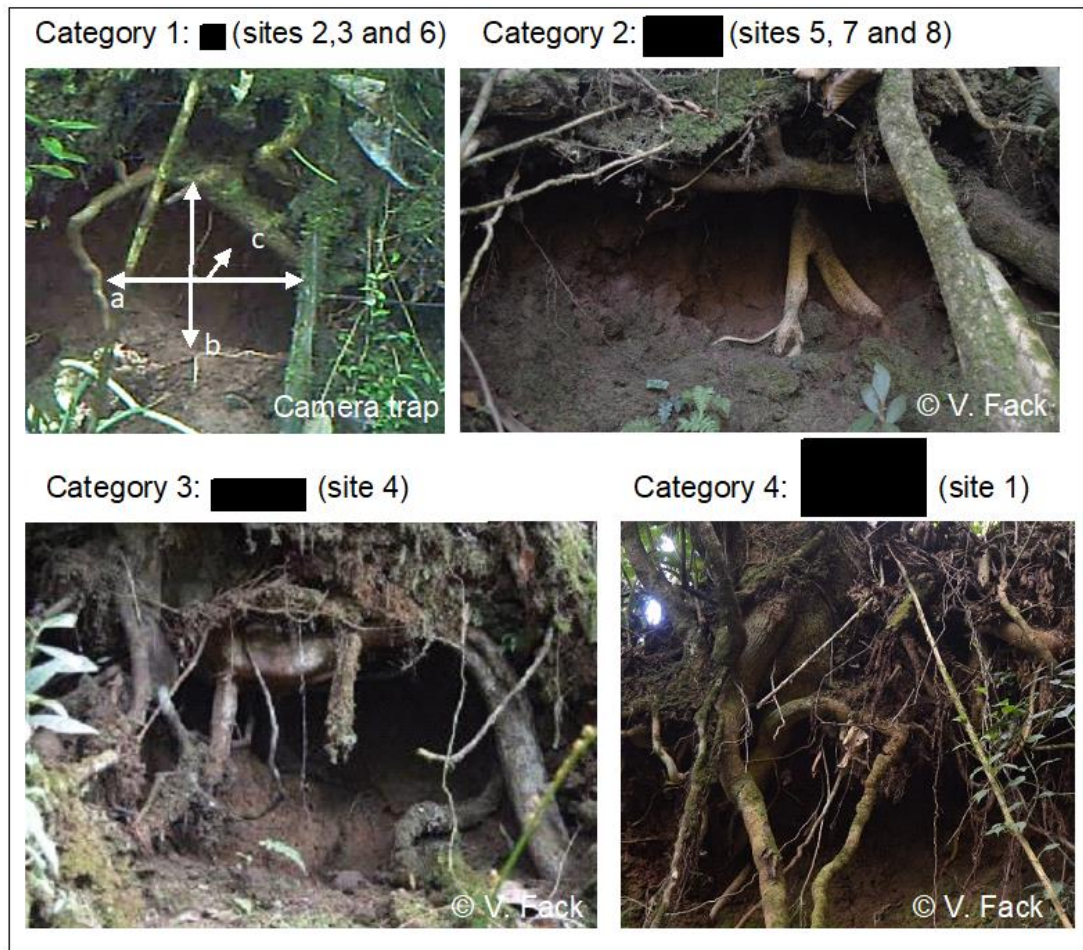 Category 1: (sites 2,3 and 6)
Category 2: (sites 5, 7 and 8)
c
a
b
Camera trap
© V. Fack
Category 3: (site 4)
Category 4: (site 1)
© V. Fack
© V. Fack